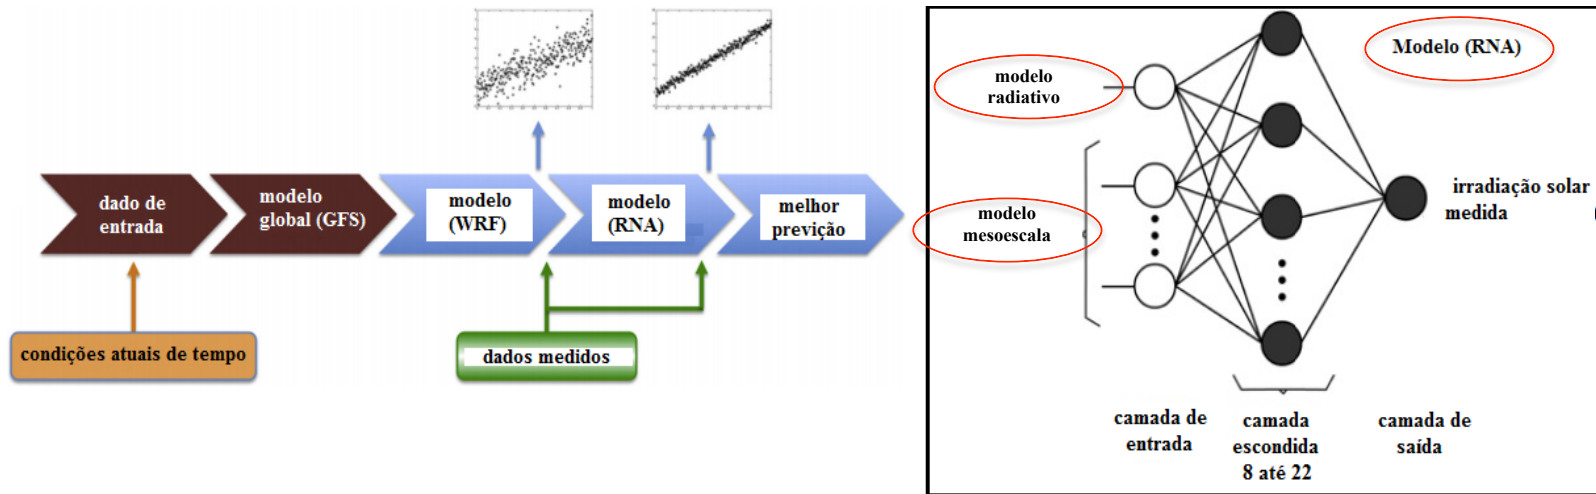 dado de
entrada
modelo
global (GFS)
modelo
(WRF)
modelo
(RNA)
melhor
previção
condições atuais de tempo
dados medidos
Modelo (RNA)
modelo
radiativo
modelo
mesoescala
irradiação solar
medida
camada de
entrada
camada
escondida
8 até 22
camada de
saída